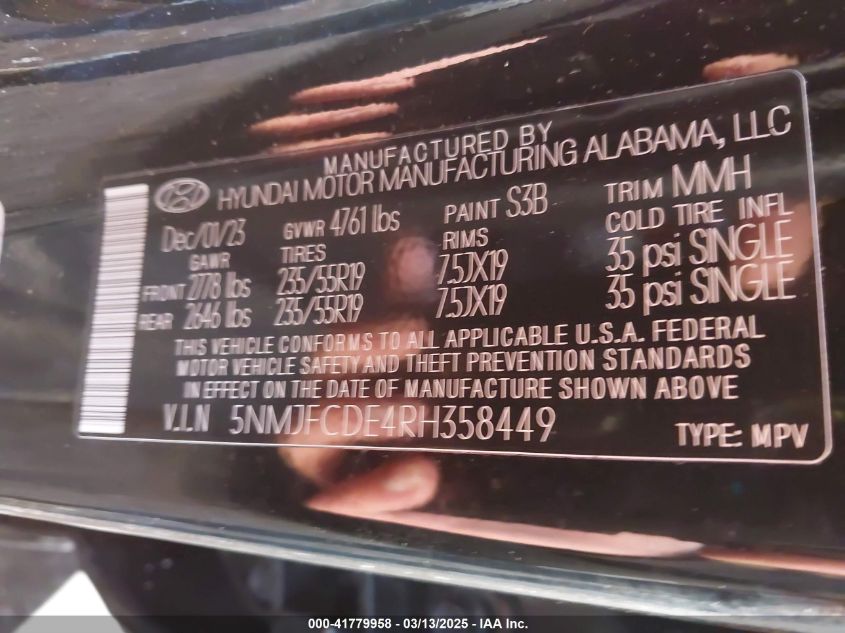 MANUFACTURED BY
HYUNDAI MOTOR MANUFACTURING ALABAMA, LLC
Dec/01/23 GVWR 4761 lbs PAINT S3B TRIM MMH
GAWR TIRES RIMS COLD TIRE INFL
FRONT 2778 lbs 235/55R19 7.5JX19 35 psi SINGLE
REAR 2646 lbs 235/55R19 7.5JX19 35 psi SINGLE
THIS VEHICLE CONFORMS TO ALL APPLICABLE U.S.A. FEDERAL
MOTOR VEHICLE SAFETY AND THEFT PREVENTION STANDARDS
IN EFFECT ON THE DATE OF MANUFACTURE SHOWN ABOVE
V.I.N 5NMJFCDE4RH358449 TYPE: MPV
000-41779958 - 03/13/2025 - IAA Inc.